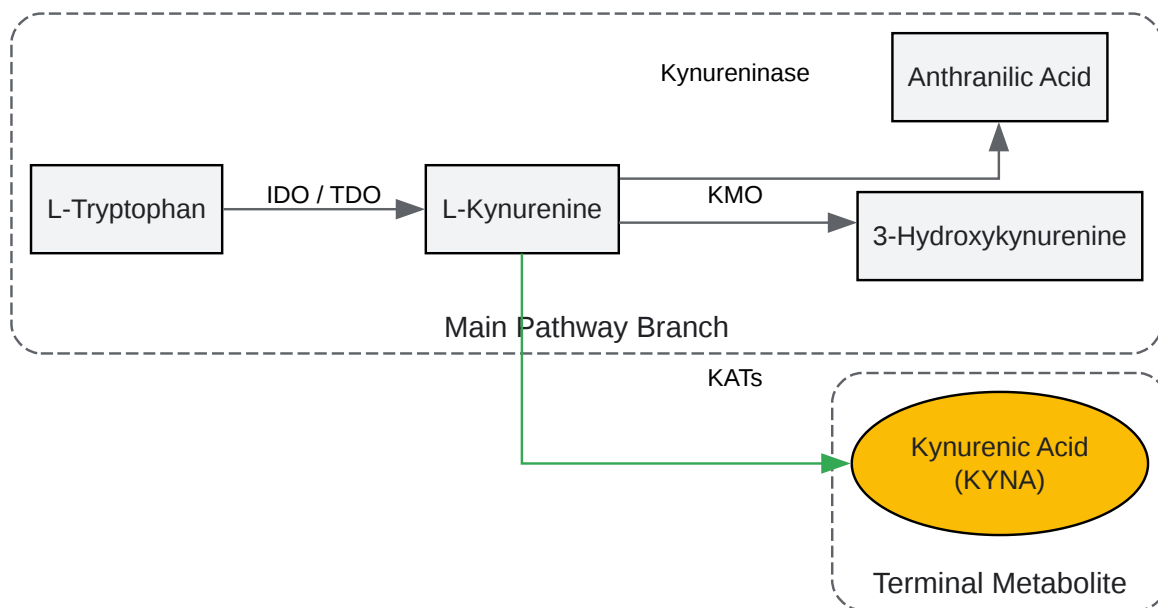 Kynureninase
Anthranilic Acid
L-Tryptophan
IDO / TDO
L-Kynurenine
KMO
3-Hydroxykynurenine
Main Pathway Branch
KATs
Kynurenic Acid
(KYNA)
Terminal Metabolite